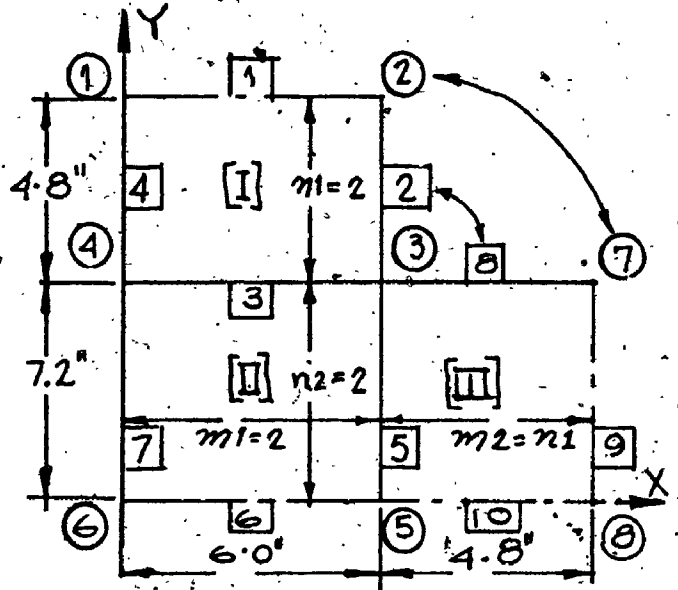 Y
① 1 ②
4.8" 4 [I] n1=2 2
④ ③ 8 ⑦
3
7.2" [II] n2=2 [III]
m1=2 m2=n1
7 5 9
X
⑥ 6 ⑤ 10 ⑧
6.0" 4.8"